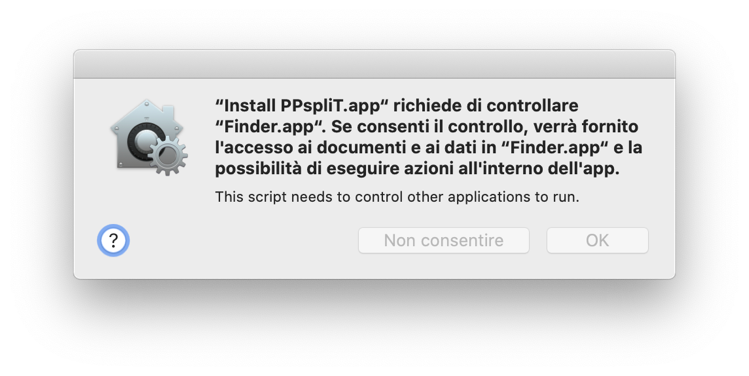 “Install PPspliT.app“ richiede di controllare
“Finder.app“. Se consenti il controllo, verrà fornito
l'accesso ai documenti e ai dati in “Finder.app“ e la
possibilità di eseguire azioni all'interno dell'app.
This script needs to control other applications to run.
?
Non consentire
OK